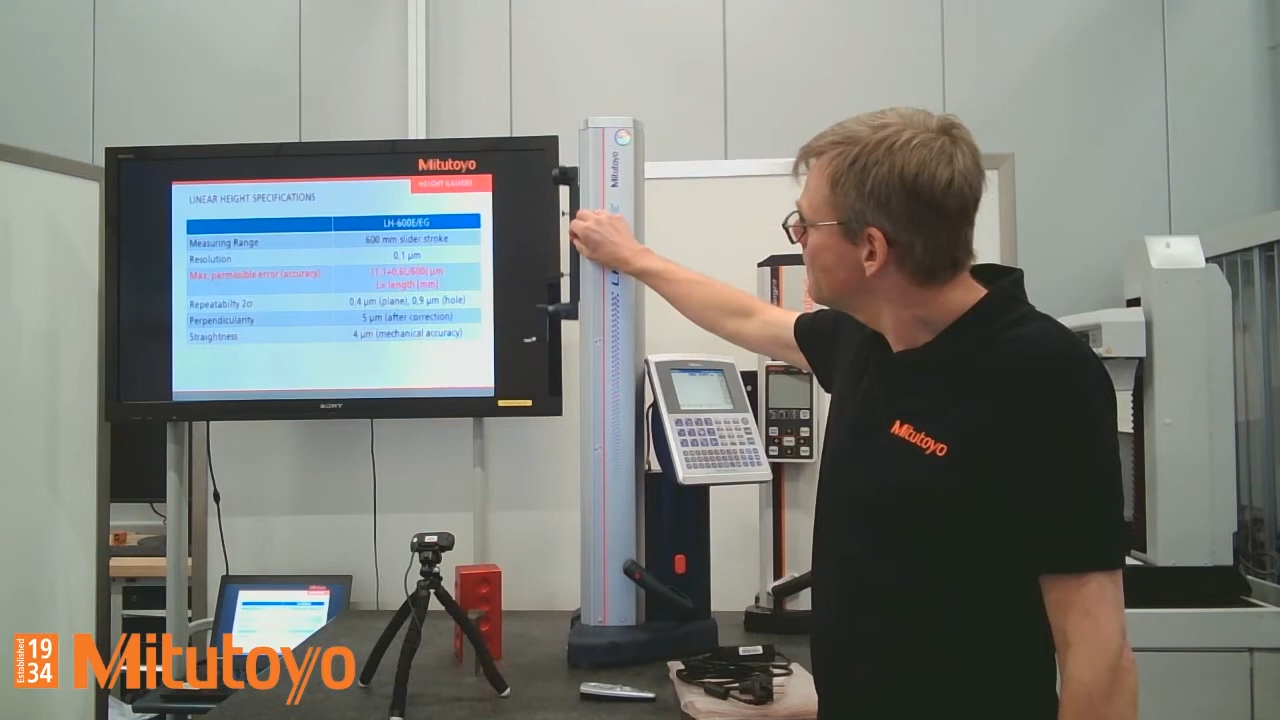 Mitutoyo
HEIGHT GAUGES
LINEAR HEIGHT SPECIFICATIONS
LH-600E/EG
Measuring Range 600 mm slider stroke
Resolution 0.1 µm
Max. permissible error (accuracy) (1,1+0,6L/600) µm
L= length [mm]
Repeatabilty 2σ 0,4 µm (plane), 0,9 µm (hole)
Perpendicularity 5 µm (after correction)
Straightness 4 µm (mechanical accuracy)
SONY
Mitutoyo
Mitutoyo
Mitutoyo
Established
19
34
Mitutoyo